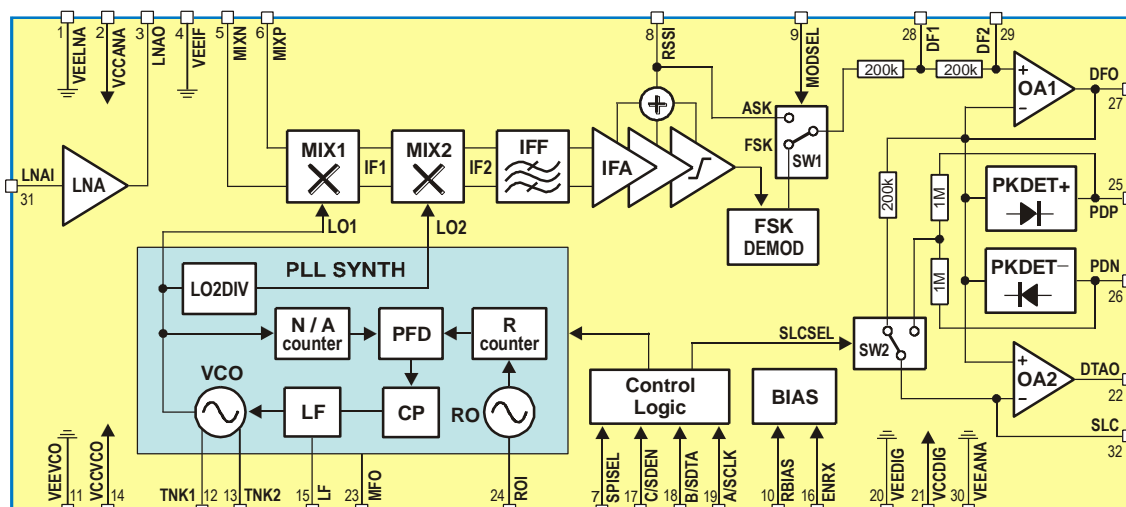 1 VEELNA
2 VCCANA
3 LNAO
4 VEEIF
5 MIXN
6 MIXP
8 RSSI
9 MODSEL
28 DF1
29 DF2
200k
200k
+
OA1
−
DFO
27
ASK
FSK
SW1
MIX1
IF1
MIX2
IF2
IFF
IFA
+
LNAI
31
LNA
LO1
LO2
FSK
DEMOD
200k
1M
PKDET+
25
PDP
1M
PKDET−
PDN
26
PLL SYNTH
LO2DIV
N / A
counter
PFD
R
counter
SLCSEL
SW2
VCO
LF
CP
RO
Control
Logic
BIAS
+
OA2
−
DTAO
22
SLC
32
VEEVCO 11
VCCVCO 14
TNK1 12
13 TNK2
15 LF
23 MFO
24 ROI
7 SPISEL
17 C/SDEN
18 B/SDTA
19 A/SCLK
10 RBIAS
16 ENRX
20 VEEDIG
21 VCCDIG
30 VEEANA